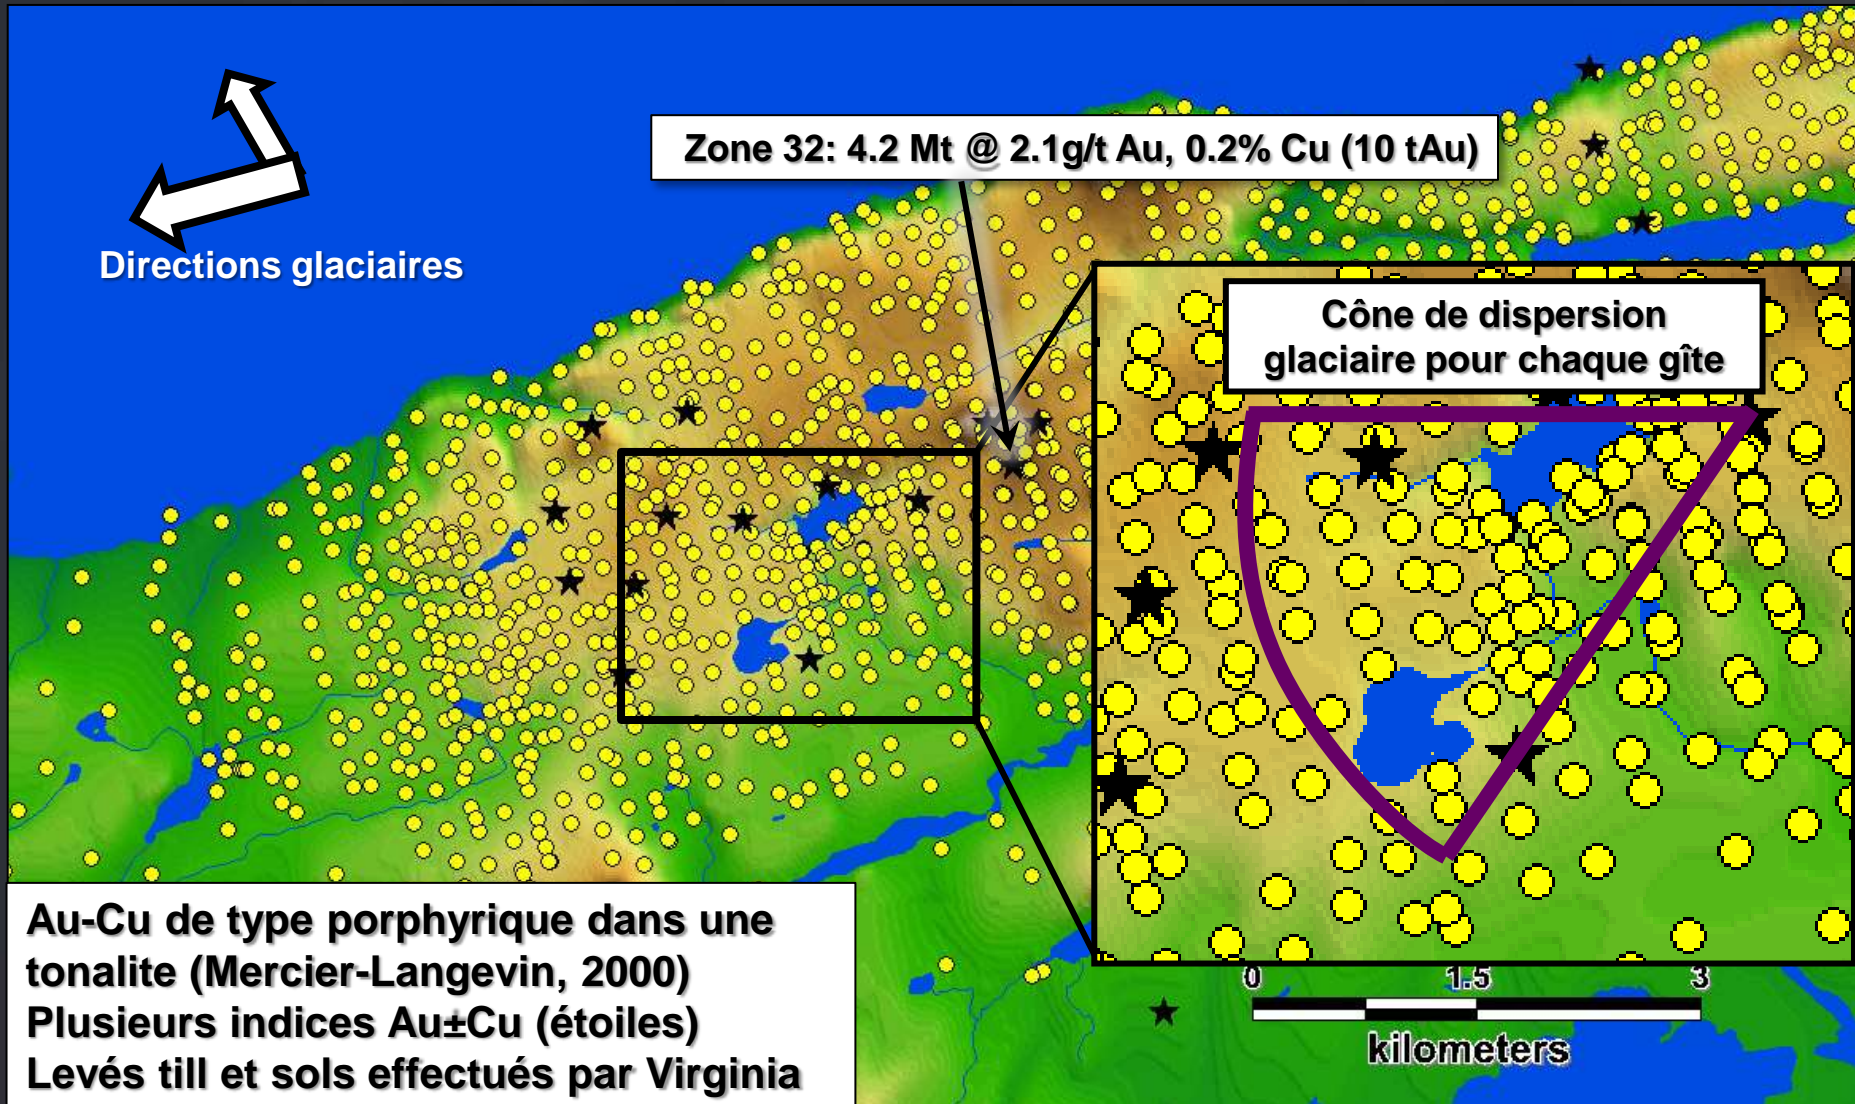 Zone 32: 4.2 Mt @ 2.1g/t Au, 0.2% Cu (10 tAu)
Directions glaciaires
Cône de dispersion
glaciaire pour chaque gîte
Au-Cu de type porphyrique dans une
tonalite (Mercier-Langevin, 2000)
Plusieurs indices Au±Cu (étoiles)
Levés till et sols effectués par Virginia
0 1.5 3
kilometers